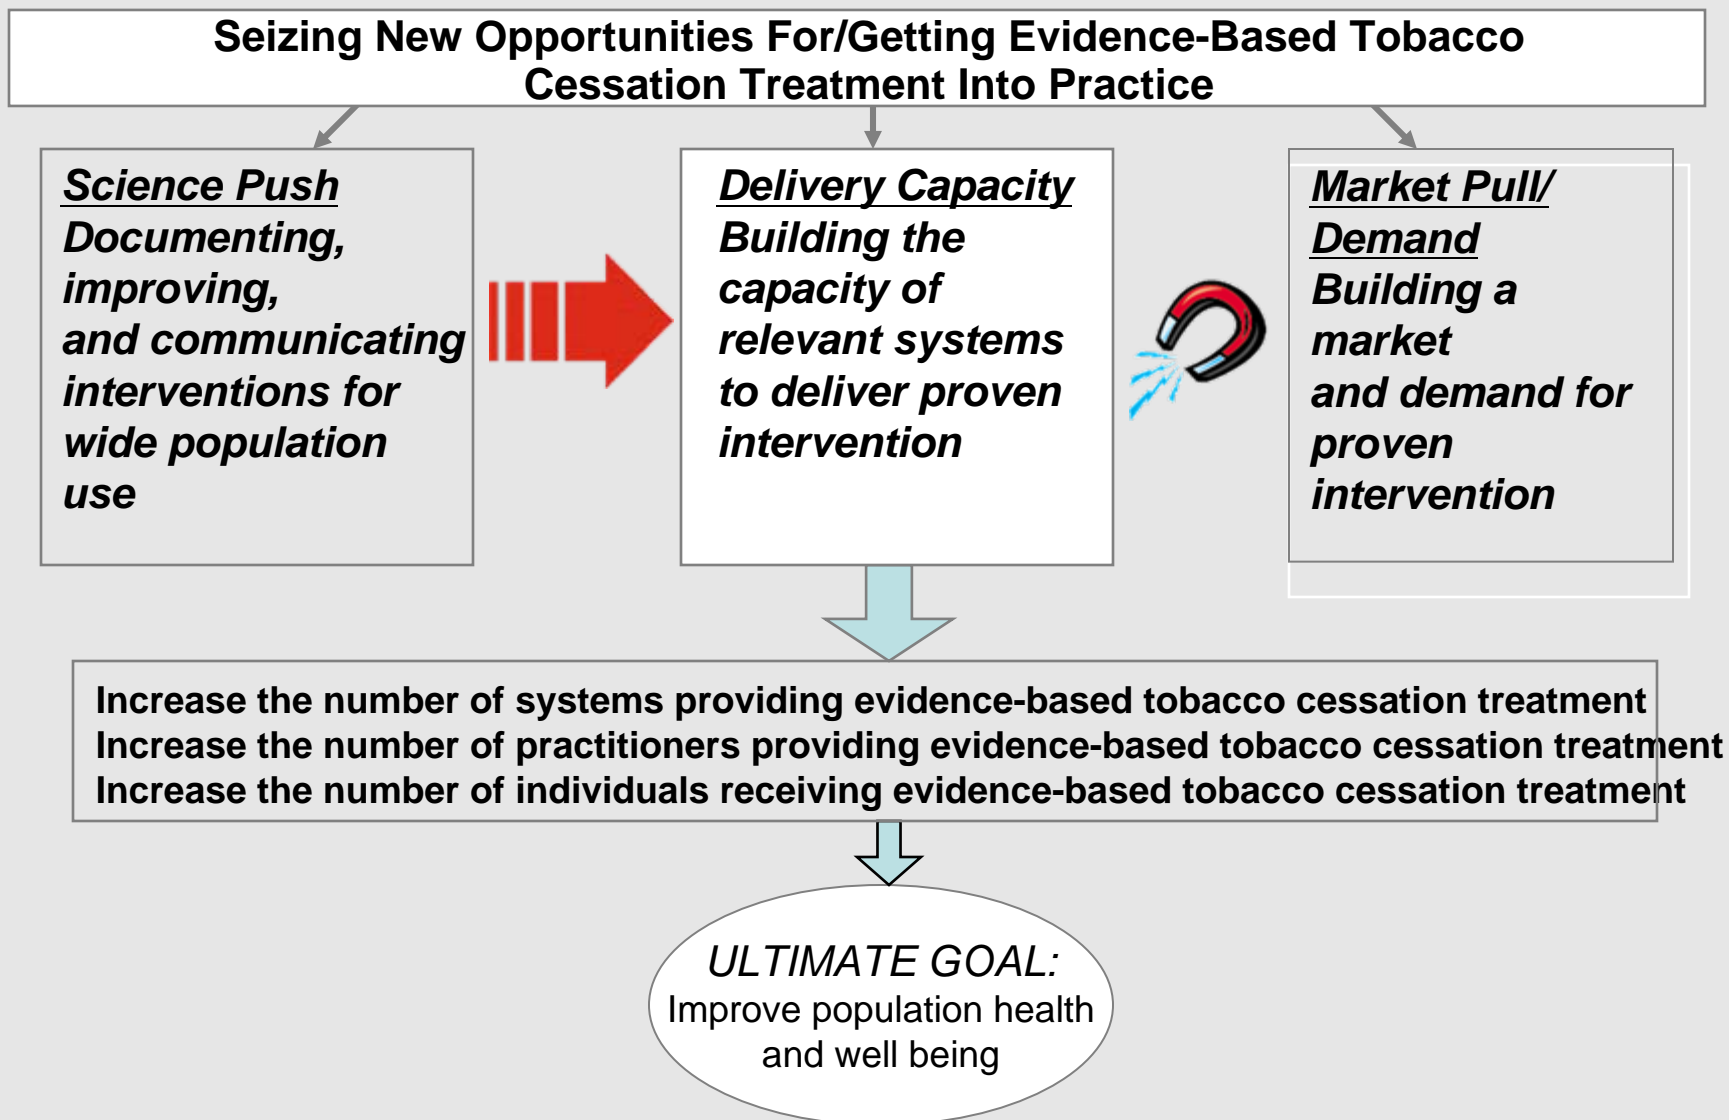 Seizing New Opportunities For/Getting Evidence-Based Tobacco
Cessation Treatment Into Practice
Science Push
Documenting,
improving,
and communicating
interventions for
wide population
use
Delivery Capacity
Building the
capacity of
relevant systems
to deliver proven
intervention
Market Pull/
Demand
Building a
market
and demand for
proven
intervention
Increase the number of systems providing evidence-based tobacco cessation treatment
Increase the number of practitioners providing evidence-based tobacco cessation treatment
Increase the number of individuals receiving evidence-based tobacco cessation treatment
ULTIMATE GOAL:
Improve population health
and well being